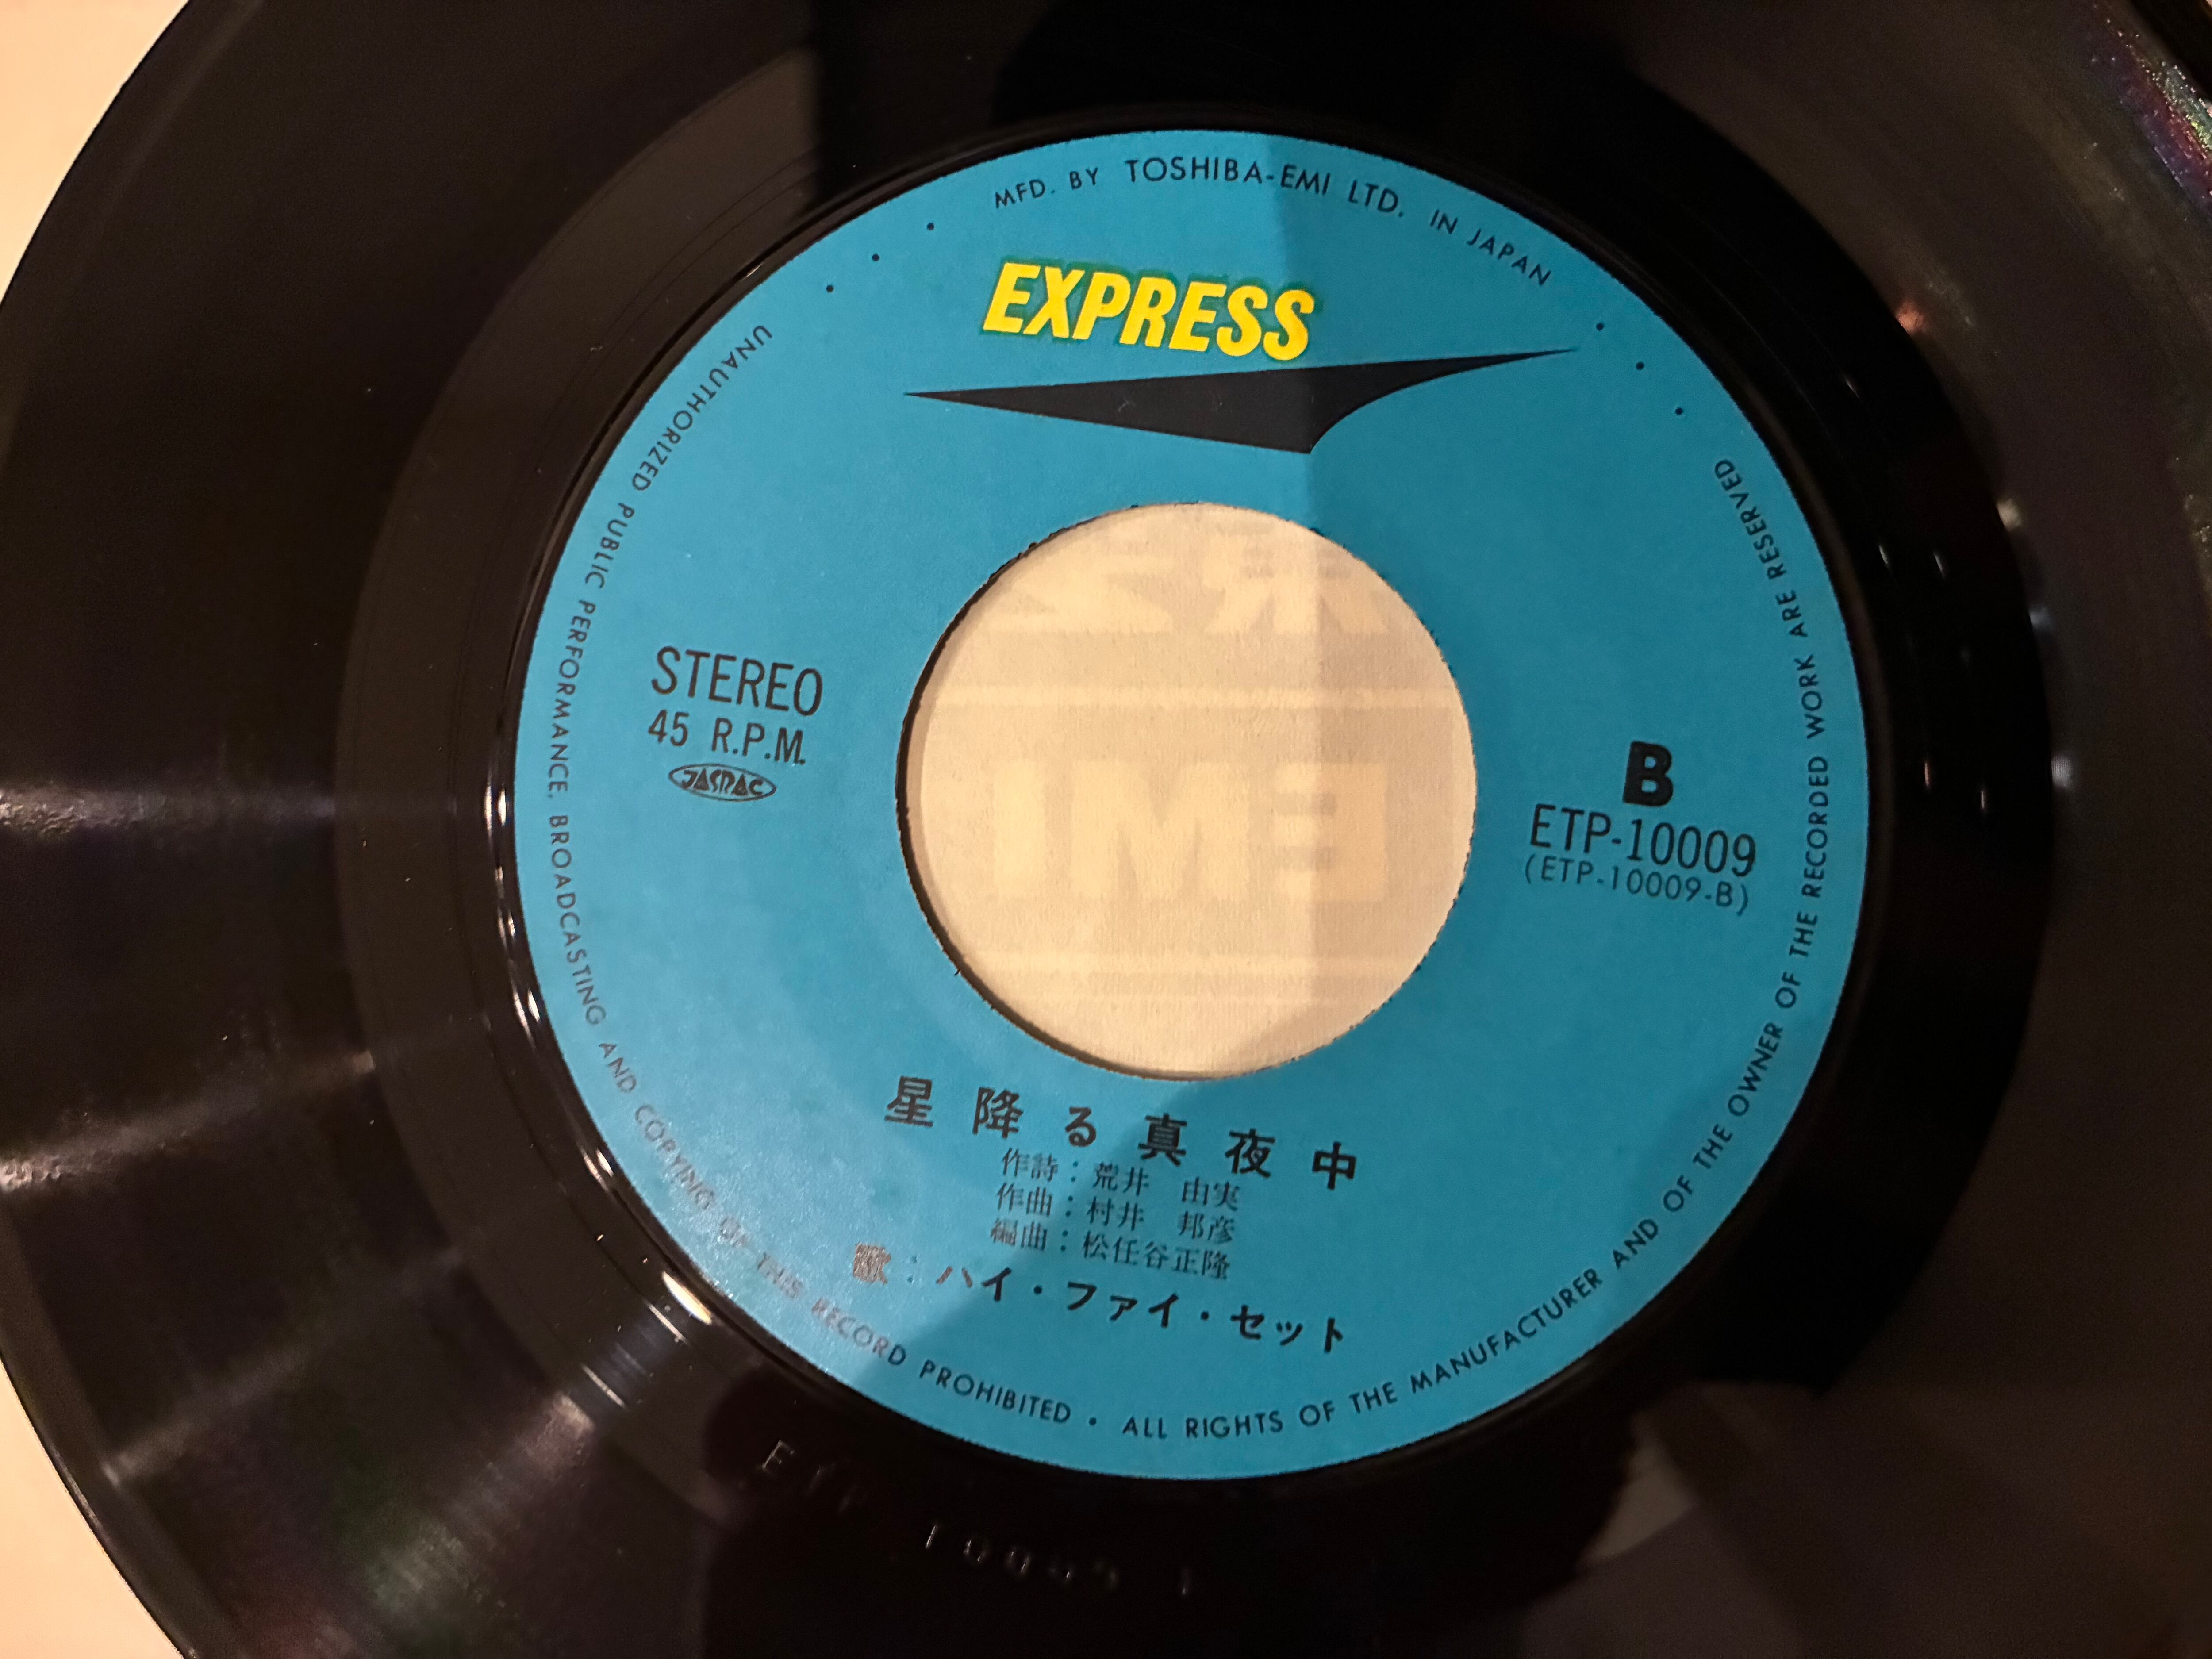 MFD. BY TOSHIBA-EMI LTD. IN JAPAN
EXPRESS
STEREO
45 R.P.M.
JASRAC
B
ETP-10009
(ETP-10009-B)
星降る真夜中
作詩：荒井 由実
作曲：村井 邦彦
編曲：松任谷正隆
歌：ハイ・ファイ・セット
UNAUTHORIZED PUBLIC PERFORMANCE, BROADCASTING AND COPYING OF THIS RECORD PROHIBITED • ALL RIGHTS OF THE MANUFACTURER AND OF THE OWNER OF THE RECORDED WORK ARE RESERVED
EMI